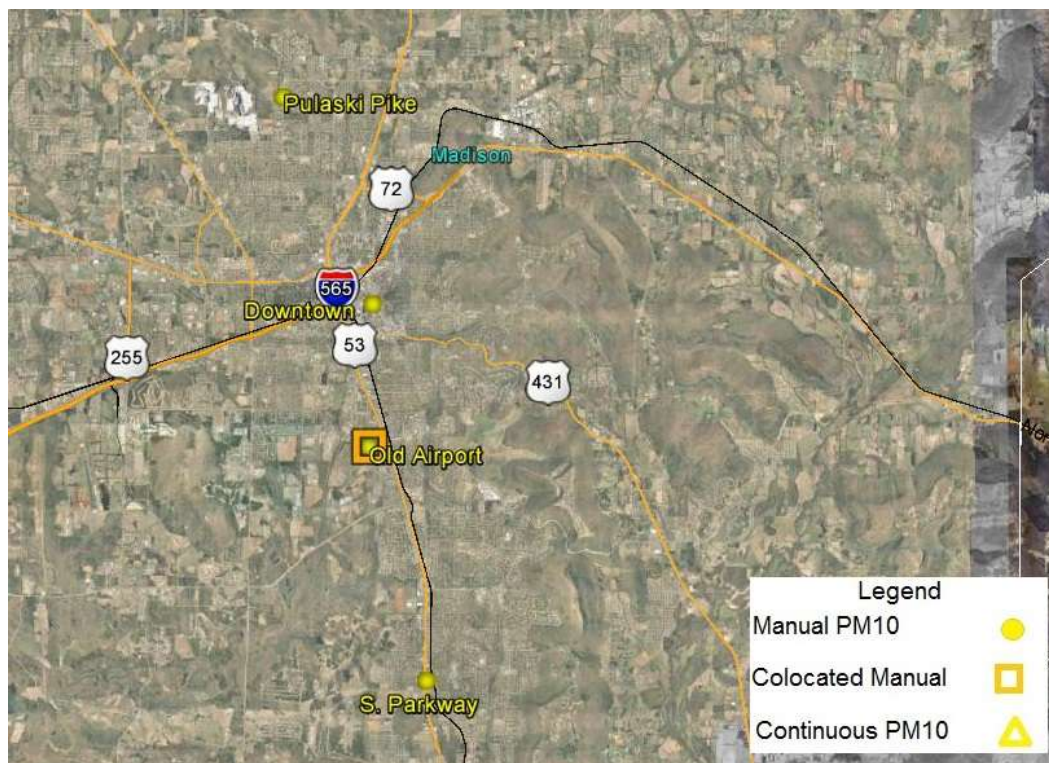 Pulaski Pike
Madison
72
565
Downtown
53
255
431
Old Airport
Alor
S. Parkway
Legend
Manual PM10
Colocated Manual
Continuous PM10